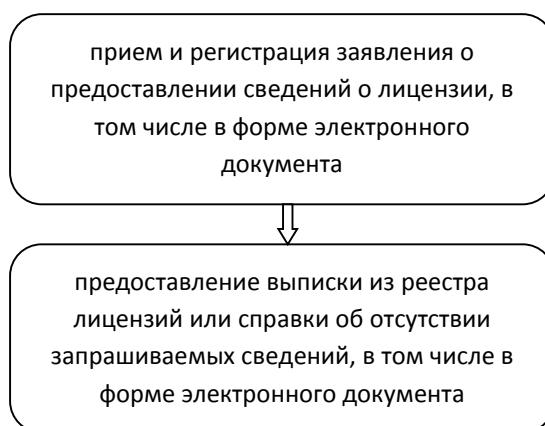 прием и регистрация заявления о
предоставлении сведений о лицензии, в
том числе в форме электронного
документа
предоставление выписки из реестра
лицензий или справки об отсутствии
запрашиваемых сведений, в том числе в
форме электронного документа